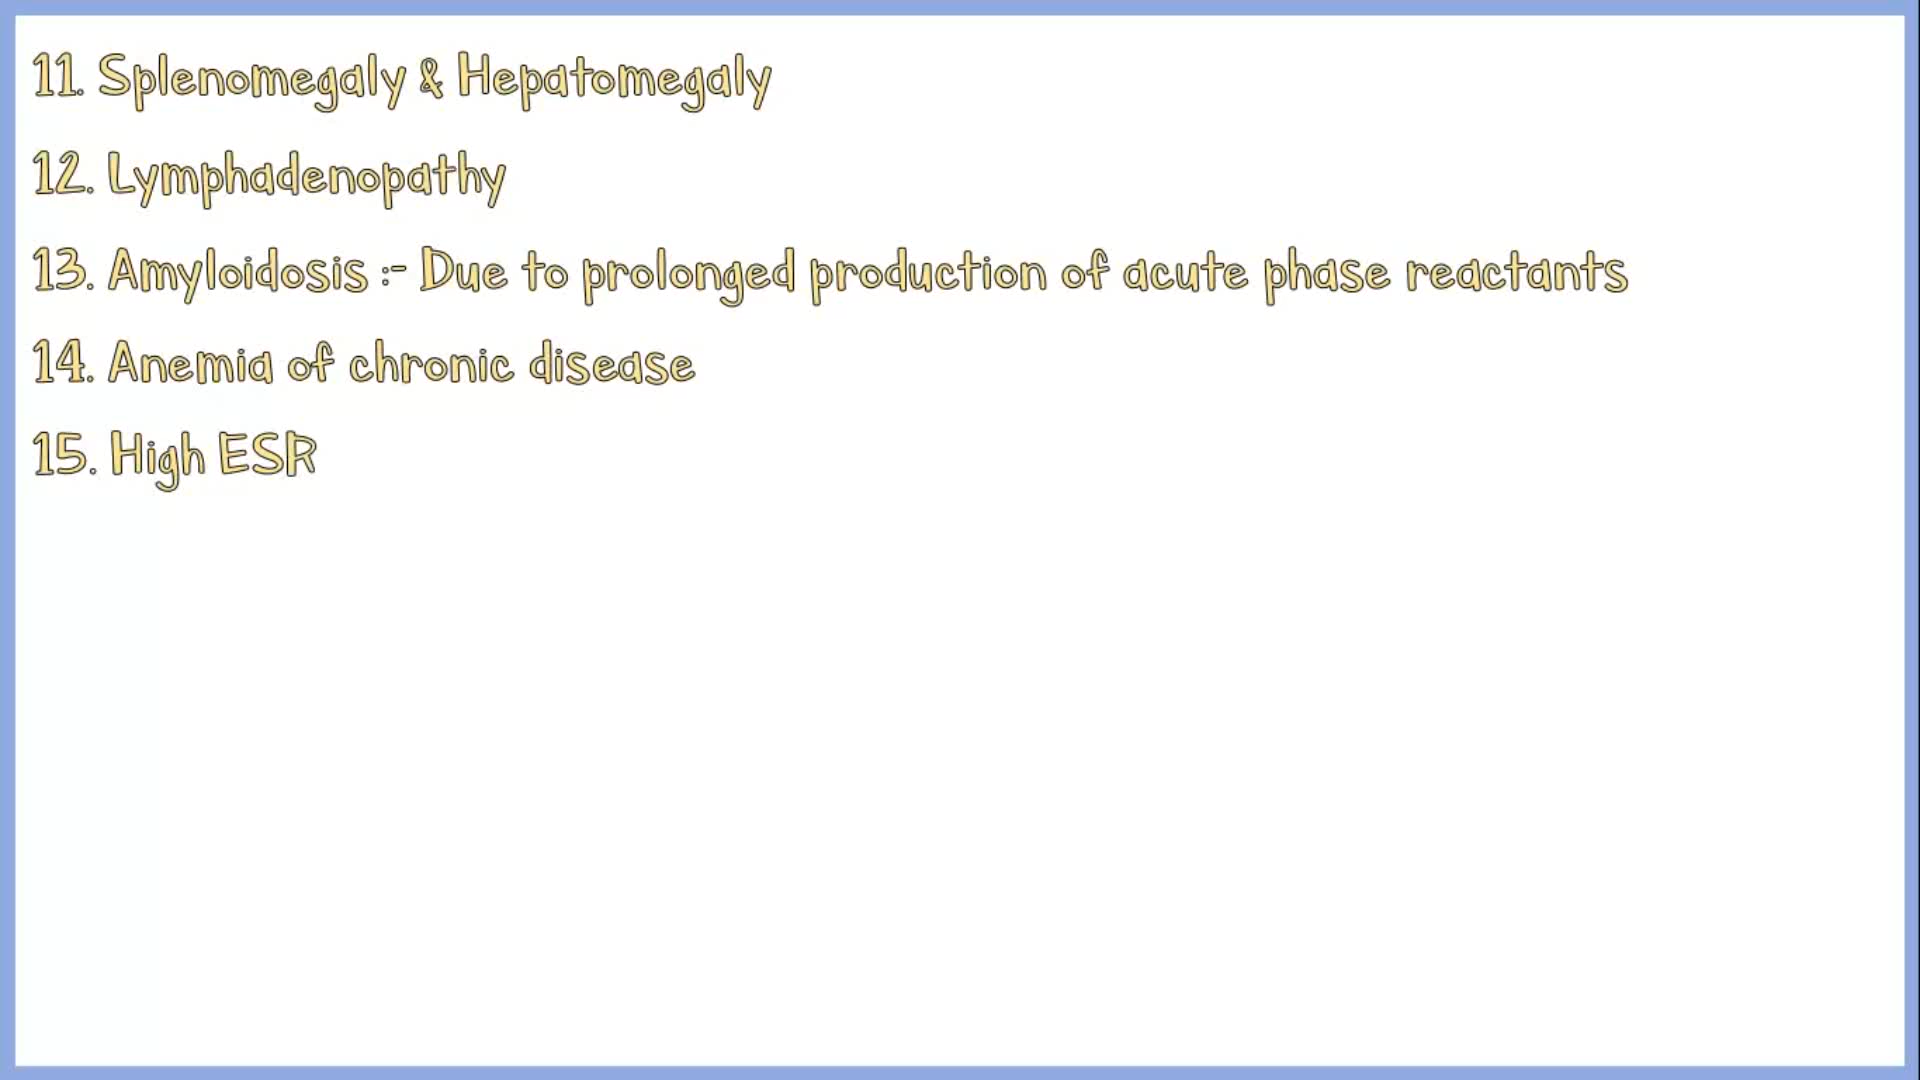 11. Splenomegaly & Hepatomegaly
12. Lymphadenopathy
13. Amyloidosis :- Due to prolonged production of acute phase reactants
14. Anemia of chronic disease
15. High ESR